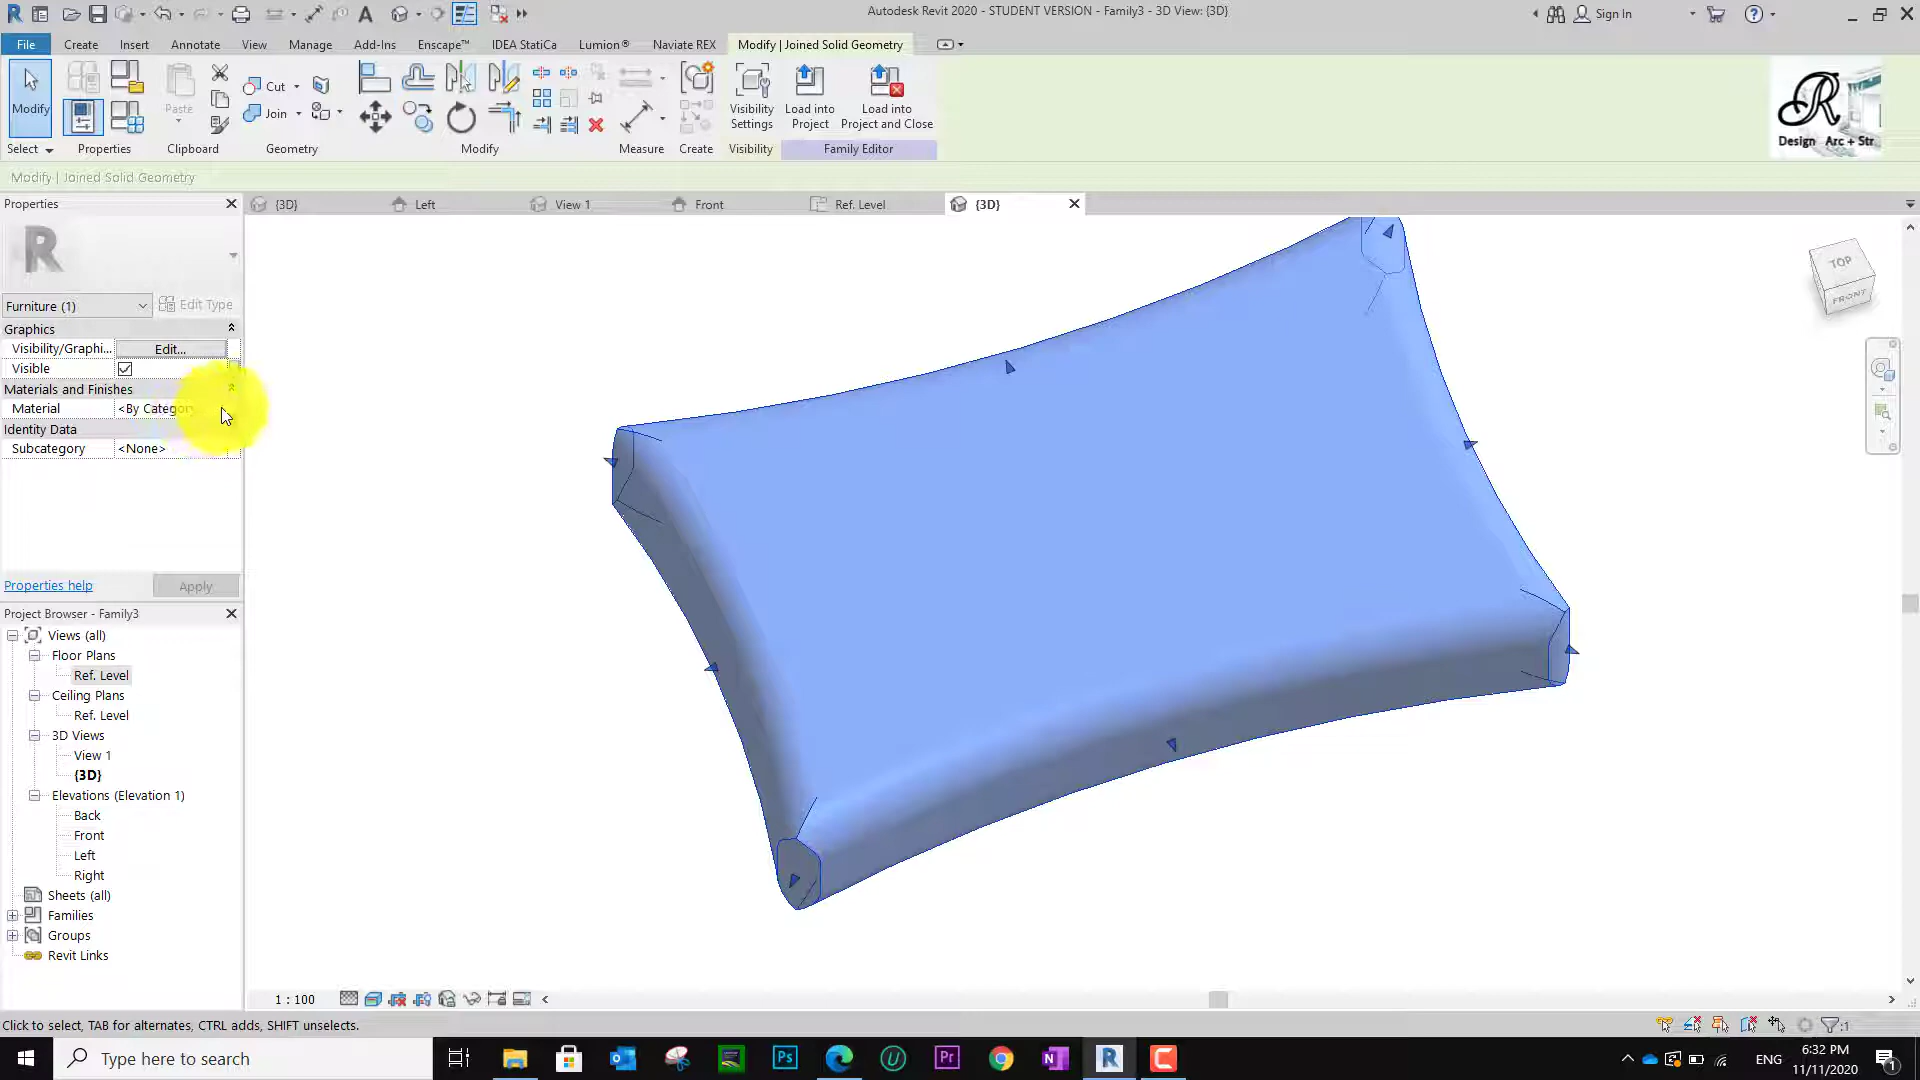 Autodesk Revit 2020 - STUDENT VERSION - Family3 - 3D View: {3D}
Sign In
File
Create
Insert
Annotate
View
Manage
Add-Ins
Enscape™
IDEA StatiCa
Lumion®
Naviate REX
Modify | Joined Solid Geometry
Modify
Paste
Cut
Join
Visibility Settings
Load into Project
Load into Project and Close
Select
Properties
Clipboard
Geometry
Modify
Measure
Create
Visibility
Family Editor
R
Design Arc + Str
Modify | Joined Solid Geometry
Properties
{3D}
Left
View 1
Front
Ref. Level
{3D}
R
Furniture (1)
Edit Type
Graphics
Visibility/Graphi... Edit...
Visible
Materials and Finishes
Material <By Category
Identity Data
Subcategory <None>
Properties help
Apply
Project Browser - Family3
Views (all)
Floor Plans
Ref. Level
Ceiling Plans
Ref. Level
3D Views
View 1
{3D}
Elevations (Elevation 1)
Back
Front
Left
Right
Sheets (all)
Families
Groups
Revit Links
TOP
FRONT
1 : 100
Click to select, TAB for alternates, CTRL adds, SHIFT unselects.
:1
Type here to search
ENG
6:32 PM
11/11/2020
1